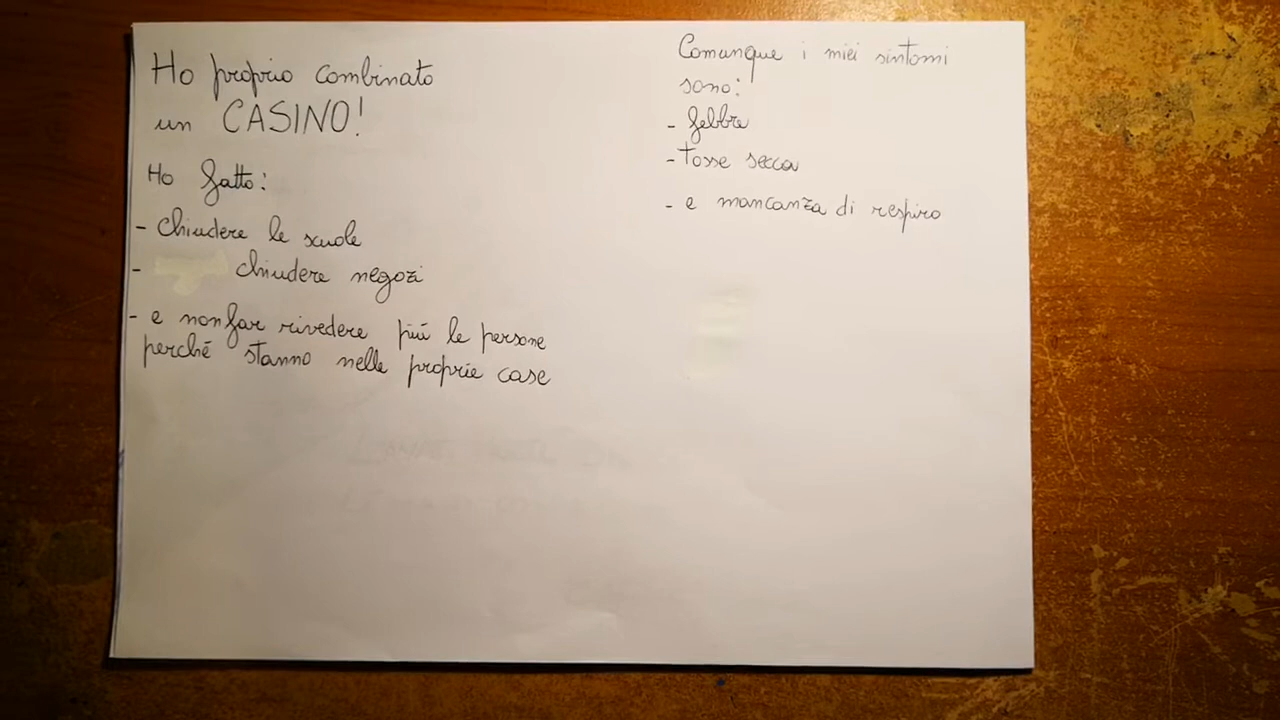 Ho proprio combinato
un CASINO!
Ho fatto:
- chiudere le scuole
- chiudere negozi
- e non far rivedere piú le persone
perché stanno nelle proprie case
Comunque i miei sintomi
sono:
- febbre
- tosse secca
- e mancanza di respiro